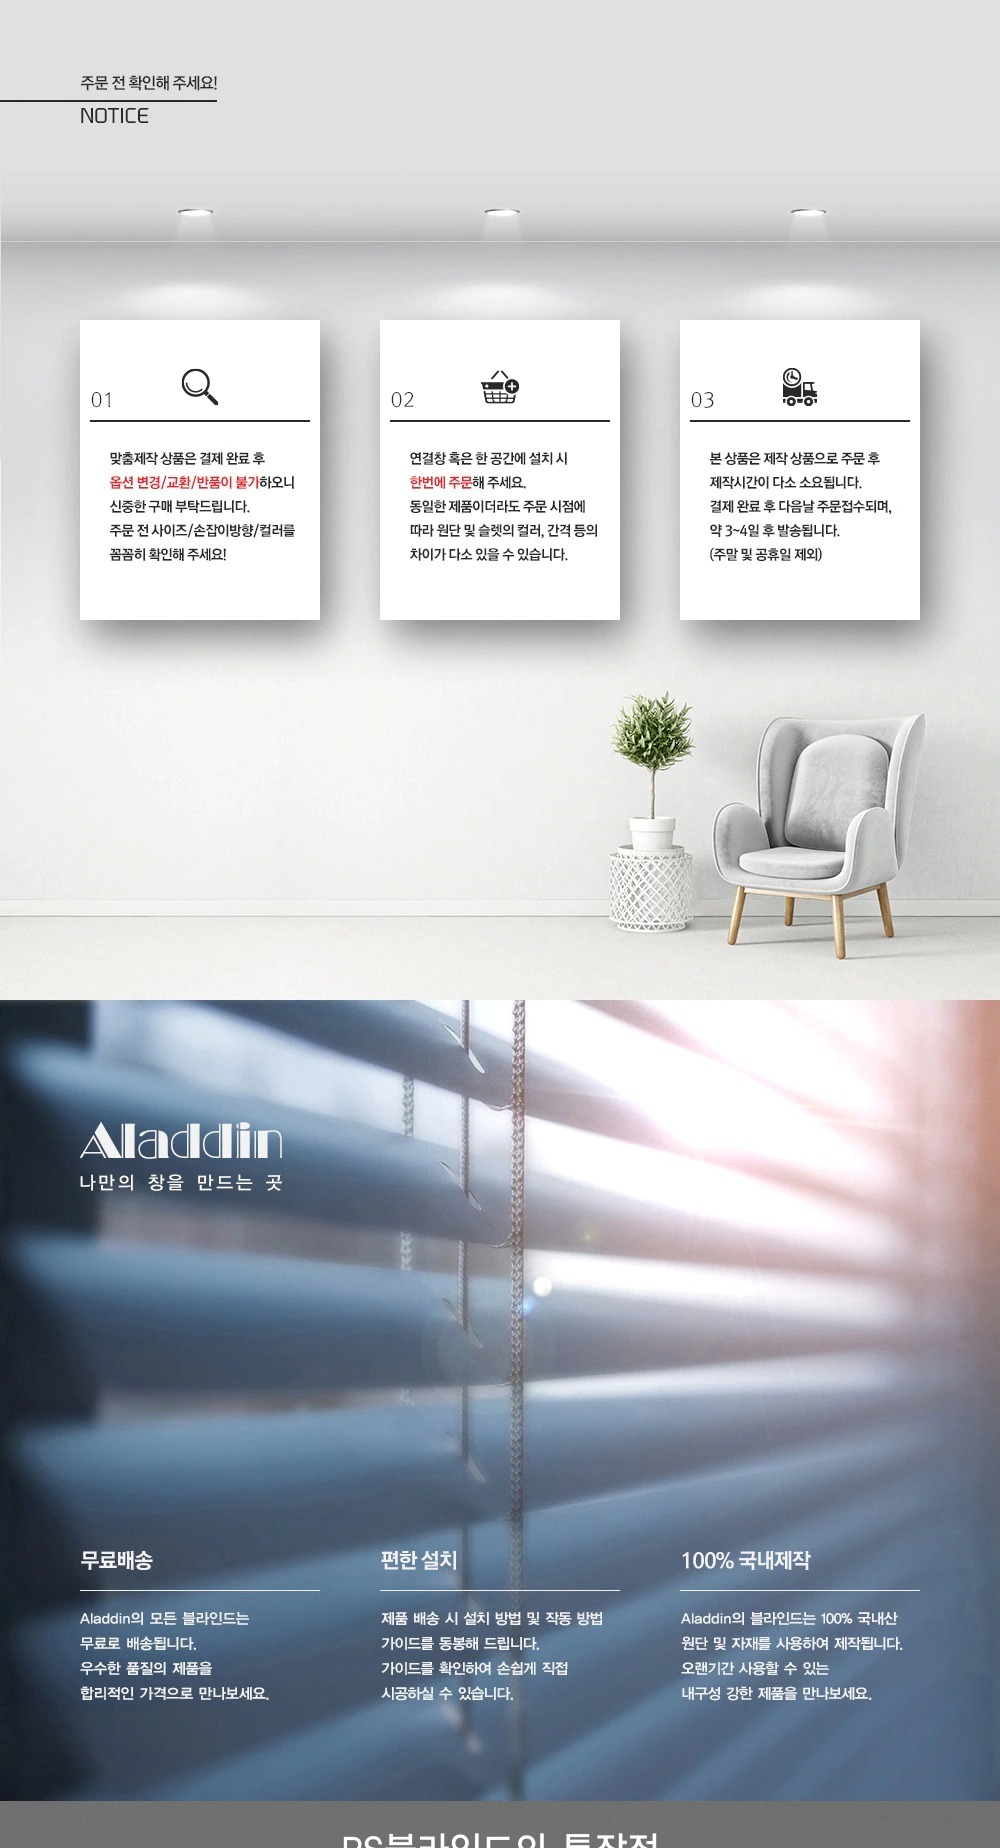 주문 전 확인해 주세요!
NOTICE
01
맞춤제작 상품은 결제 완료 후
옵션 변경/교환/반품이 불가하오니
신중한 구매 부탁드립니다.
주문 전 사이즈/손잡이방향/컬러를
꼼꼼히 확인해 주세요!
02
연결창 혹은 한 공간에 설치 시
한번에 주문해 주세요.
동일한 제품이더라도 주문 시점에
따라 원단 및 슬렛의 컬러, 간격 등의
차이가 다소 있을 수 있습니다.
03
본 상품은 제작 상품으로 주문 후
제작시간이 다소 소요됩니다.
결제 완료 후 다음날 주문접수되며,
약 3~4일 후 발송됩니다.
(주말 및 공휴일 제외)
Aladdin
나만의 창을 만드는 곳
무료배송
Aladdin의 모든 블라인드는
무료로 배송됩니다.
우수한 품질의 제품을
합리적인 가격으로 만나보세요.
편한 설치
제품 배송 시 설치 방법 및 작동 방법
가이드를 동봉해 드립니다.
가이드를 확인하여 손쉽게 직접
시공하실 수 있습니다.
100% 국내제작
Aladdin의 블라인드는 100% 국내산
원단 및 자재를 사용하여 제작됩니다.
오랜기간 사용할 수 있는
내구성 강한 제품을 만나보세요.